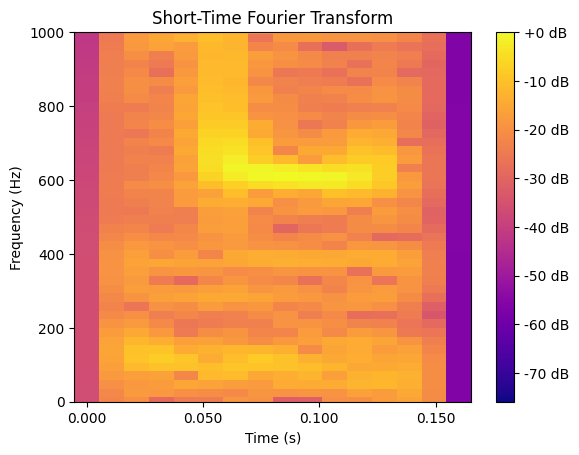 Short-Time Fourier Transform
1000
800
600
400
200
0
Frequency (Hz)
0.000
0.050
0.100
0.150
Time (s)
+0 dB
-10 dB
-20 dB
-30 dB
-40 dB
-50 dB
-60 dB
-70 dB